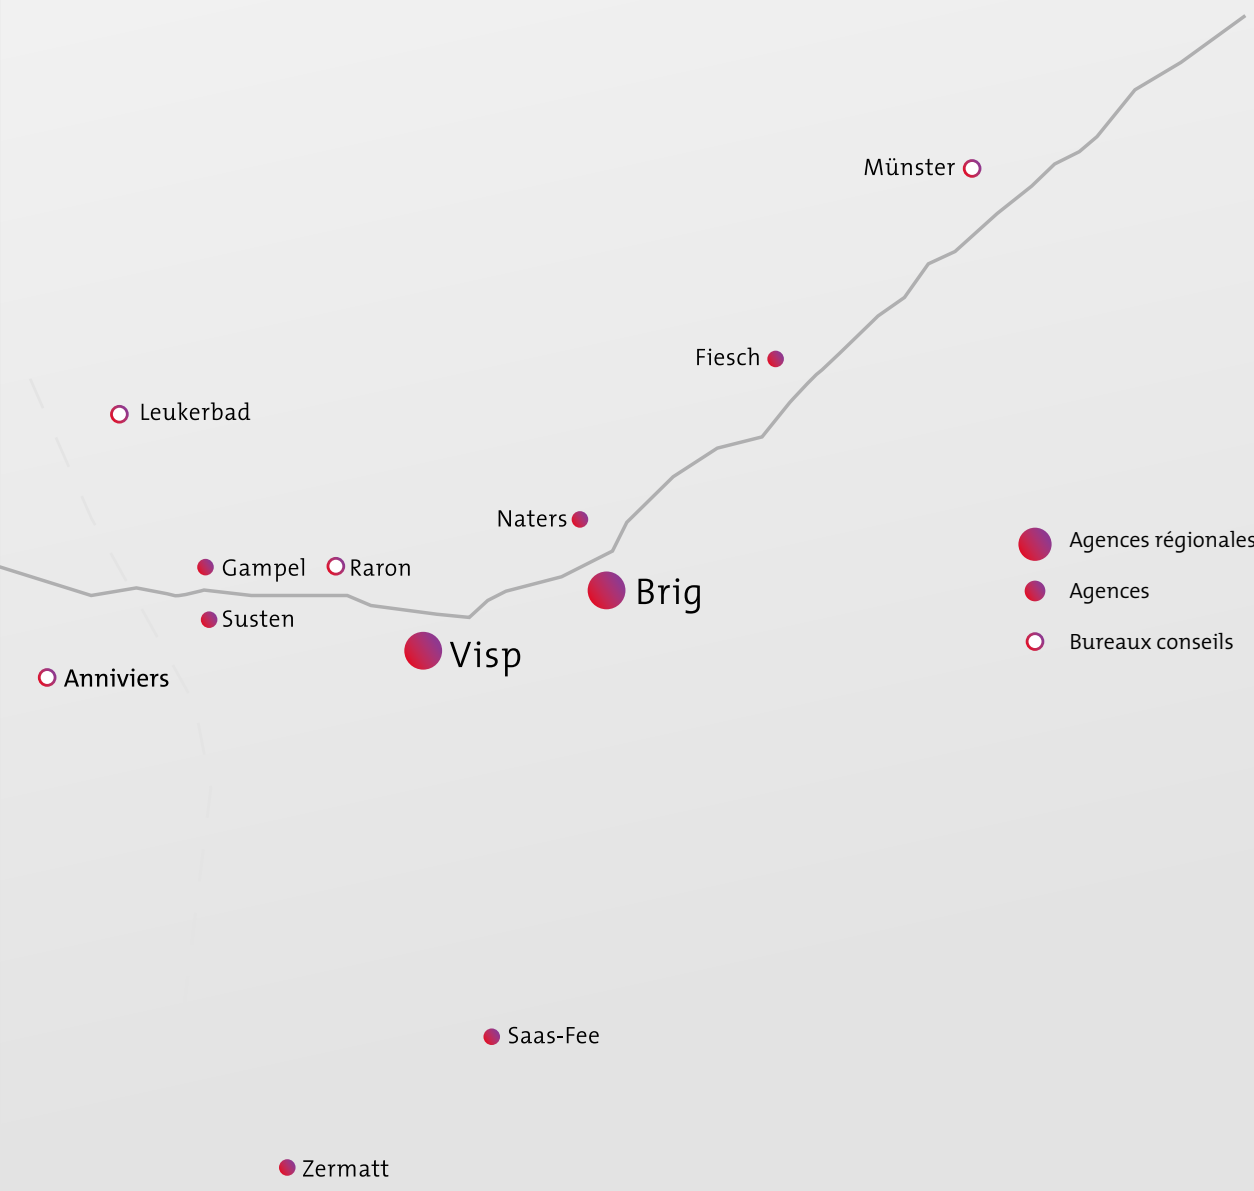 Münster
Fiesch
Leukerbad
Naters
Agences régionales
Gampel
Raron
Brig
Agences
Susten
Visp
Bureaux conseils
Anniviers
Saas-Fee
Zermatt